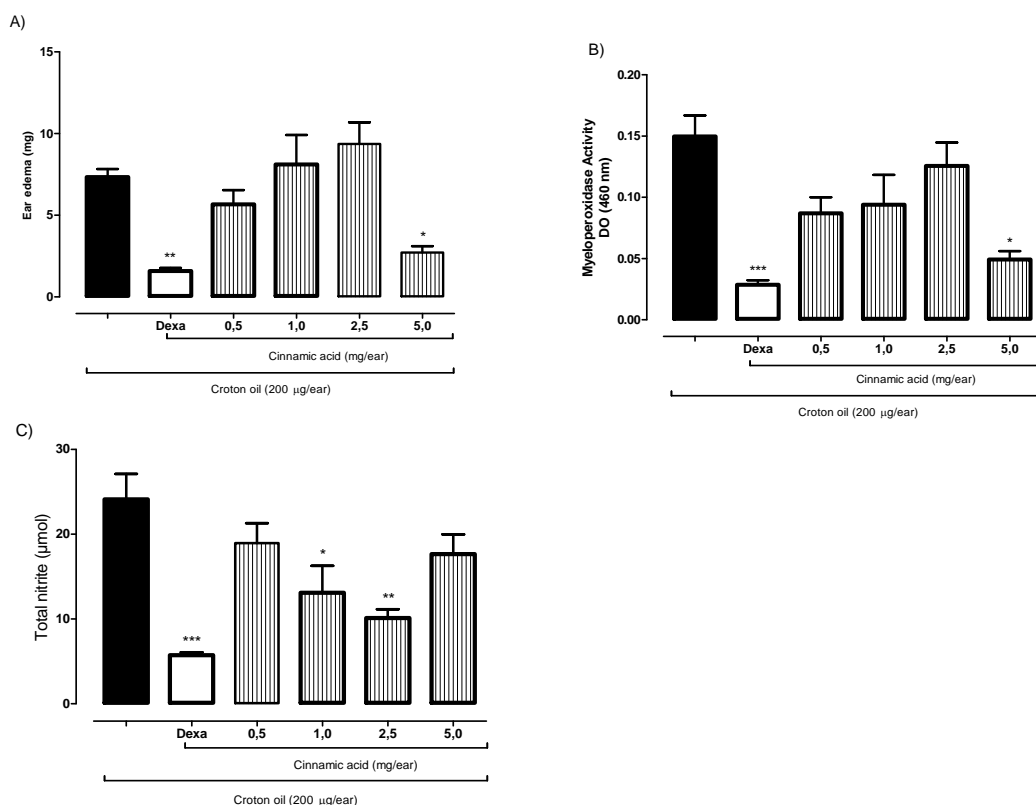 A)
15
10
5
0
Ear edema (mg)
**
*
Dexa 0,5 1,0 2,5 5,0
Cinnamic acid (mg/ear)
Croton oil (200 µg/ear)
B)
0.20
0.15
0.10
0.05
0.00
Myeloperoxidase Activity
DO (460 nm)
***
*
Dexa 0,5 1,0 2,5 5,0
Cinnamic acid (mg/ear)
Croton oil (200 µg/ear)
C)
30
20
10
0
Total nitrite (µmol)
***
*
**
Dexa 0,5 1,0 2,5 5,0
Cinnamic acid (mg/ear)
Croton oil (200 µg/ear)